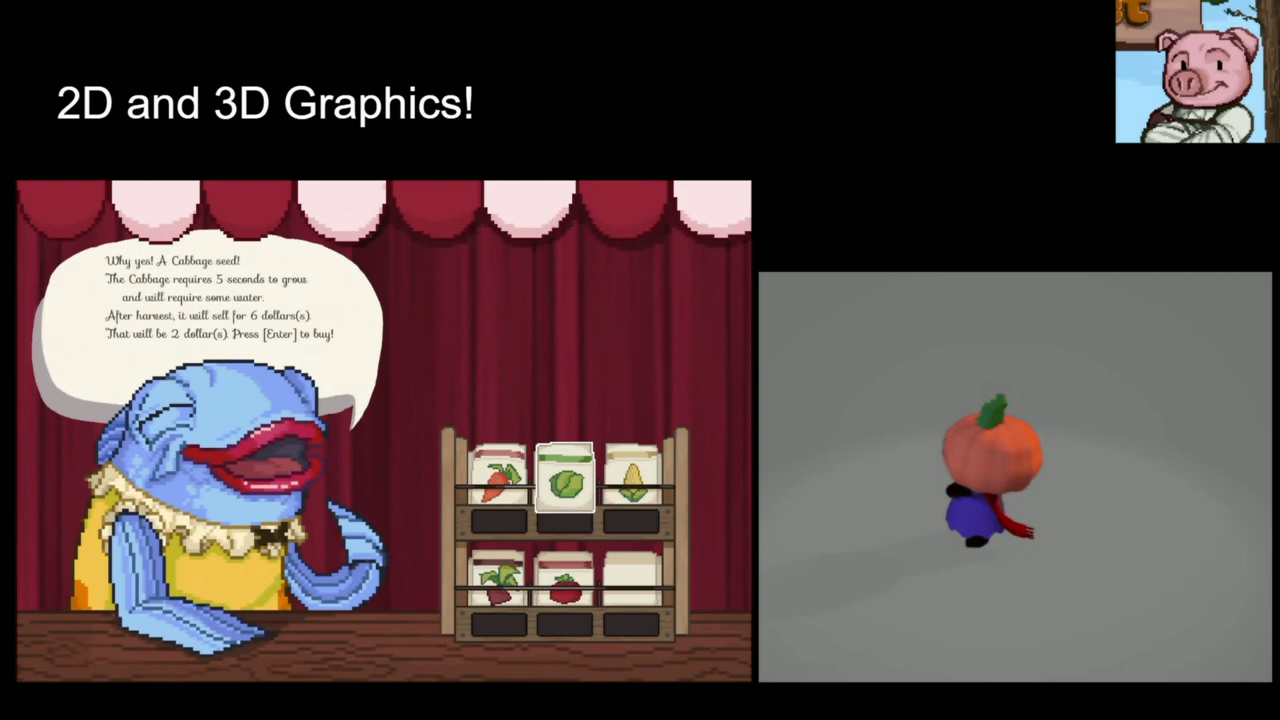 2D and 3D Graphics!
Why yes! A Cabbage seed!
The Cabbage requires 5 seconds to grow
and will require some water.
After harvest, it will sell for 6 dollars(s).
That will be 2 dollar(s). Press [Enter] to buy!